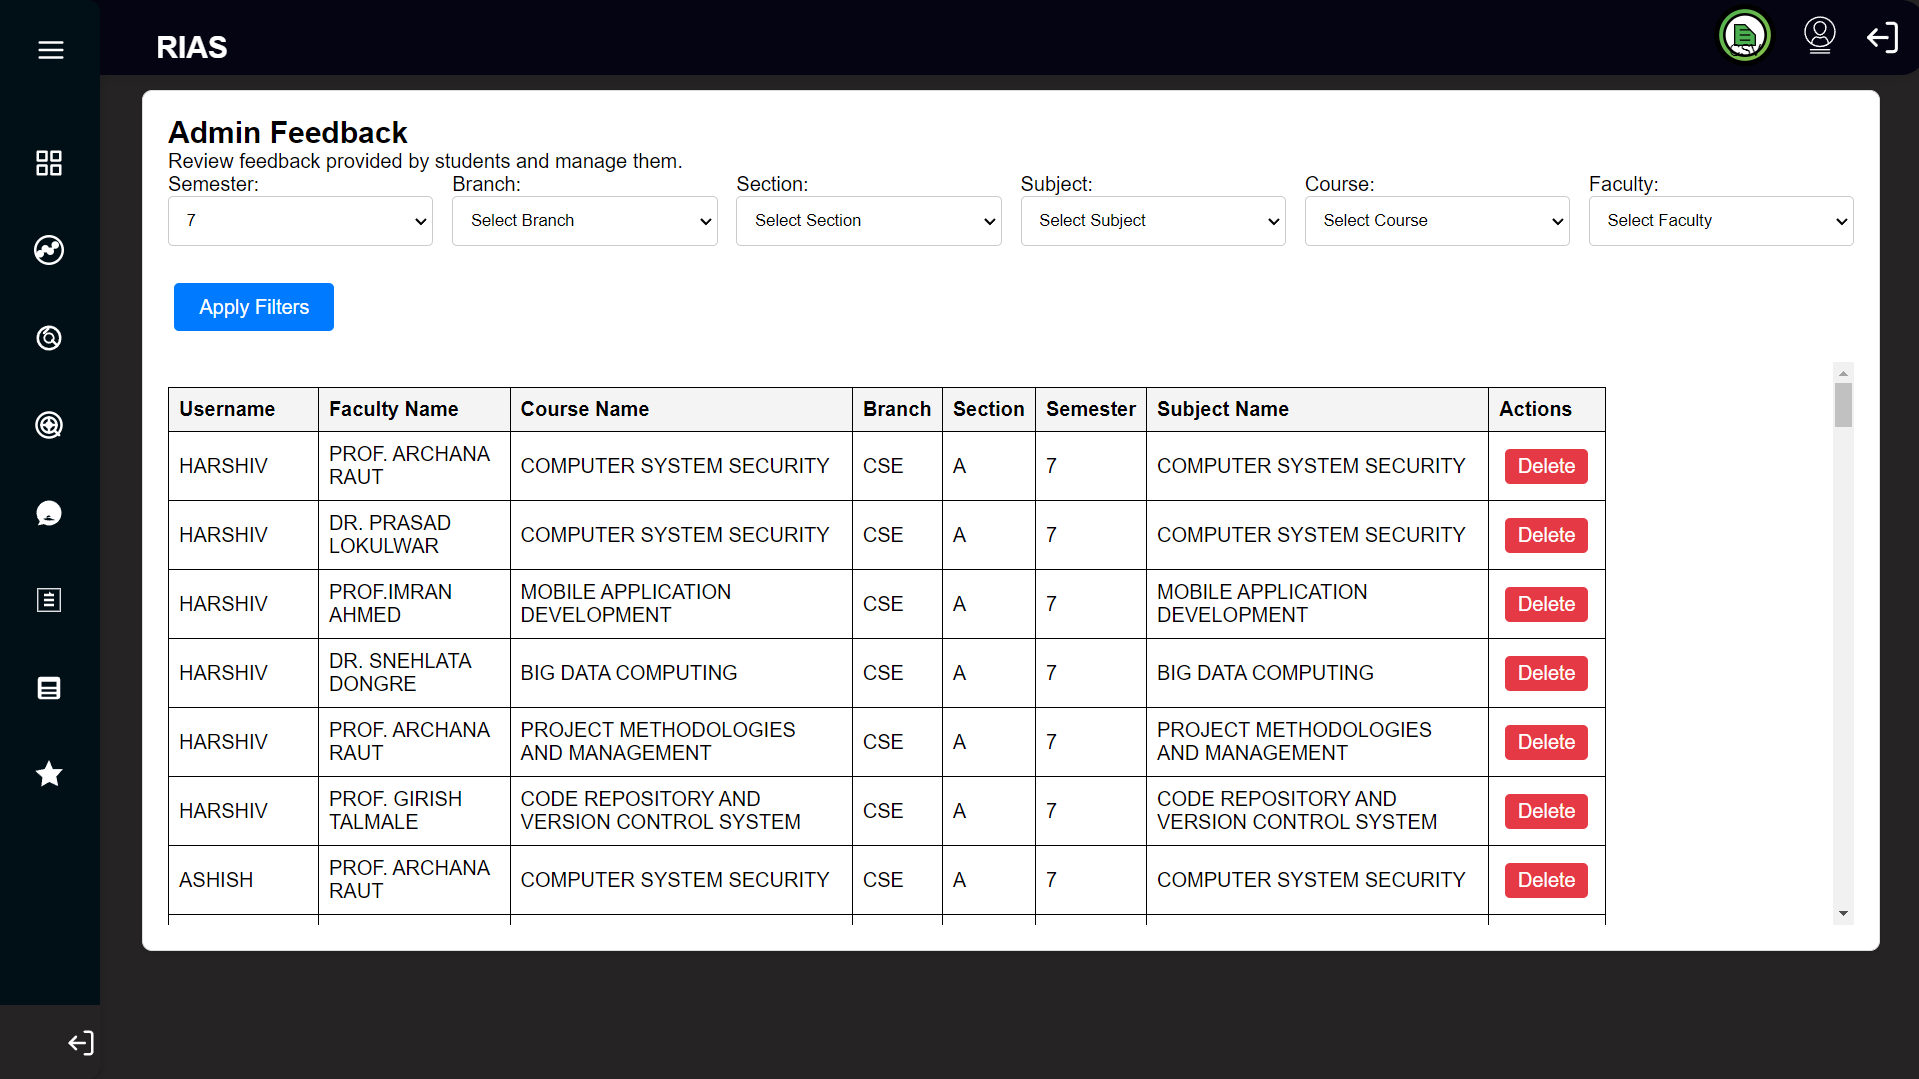 RIAS
CSV
Admin Feedback
Review feedback provided by students and manage them.
Semester: Branch: Section: Subject: Course: Faculty:
7 Select Branch Select Section Select Subject Select Course Select Faculty
Apply Filters
Username Faculty Name Course Name Branch Section Semester Subject Name Actions
HARSHIV PROF. ARCHANA RAUT COMPUTER SYSTEM SECURITY CSE A 7 COMPUTER SYSTEM SECURITY Delete
HARSHIV DR. PRASAD LOKULWAR COMPUTER SYSTEM SECURITY CSE A 7 COMPUTER SYSTEM SECURITY Delete
HARSHIV PROF.IMRAN AHMED MOBILE APPLICATION DEVELOPMENT CSE A 7 MOBILE APPLICATION DEVELOPMENT Delete
HARSHIV DR. SNEHLATA DONGRE BIG DATA COMPUTING CSE A 7 BIG DATA COMPUTING Delete
HARSHIV PROF. ARCHANA RAUT PROJECT METHODOLOGIES AND MANAGEMENT CSE A 7 PROJECT METHODOLOGIES AND MANAGEMENT Delete
HARSHIV PROF. GIRISH TALMALE CODE REPOSITORY AND VERSION CONTROL SYSTEM CSE A 7 CODE REPOSITORY AND VERSION CONTROL SYSTEM Delete
ASHISH PROF. ARCHANA RAUT COMPUTER SYSTEM SECURITY CSE A 7 COMPUTER SYSTEM SECURITY Delete